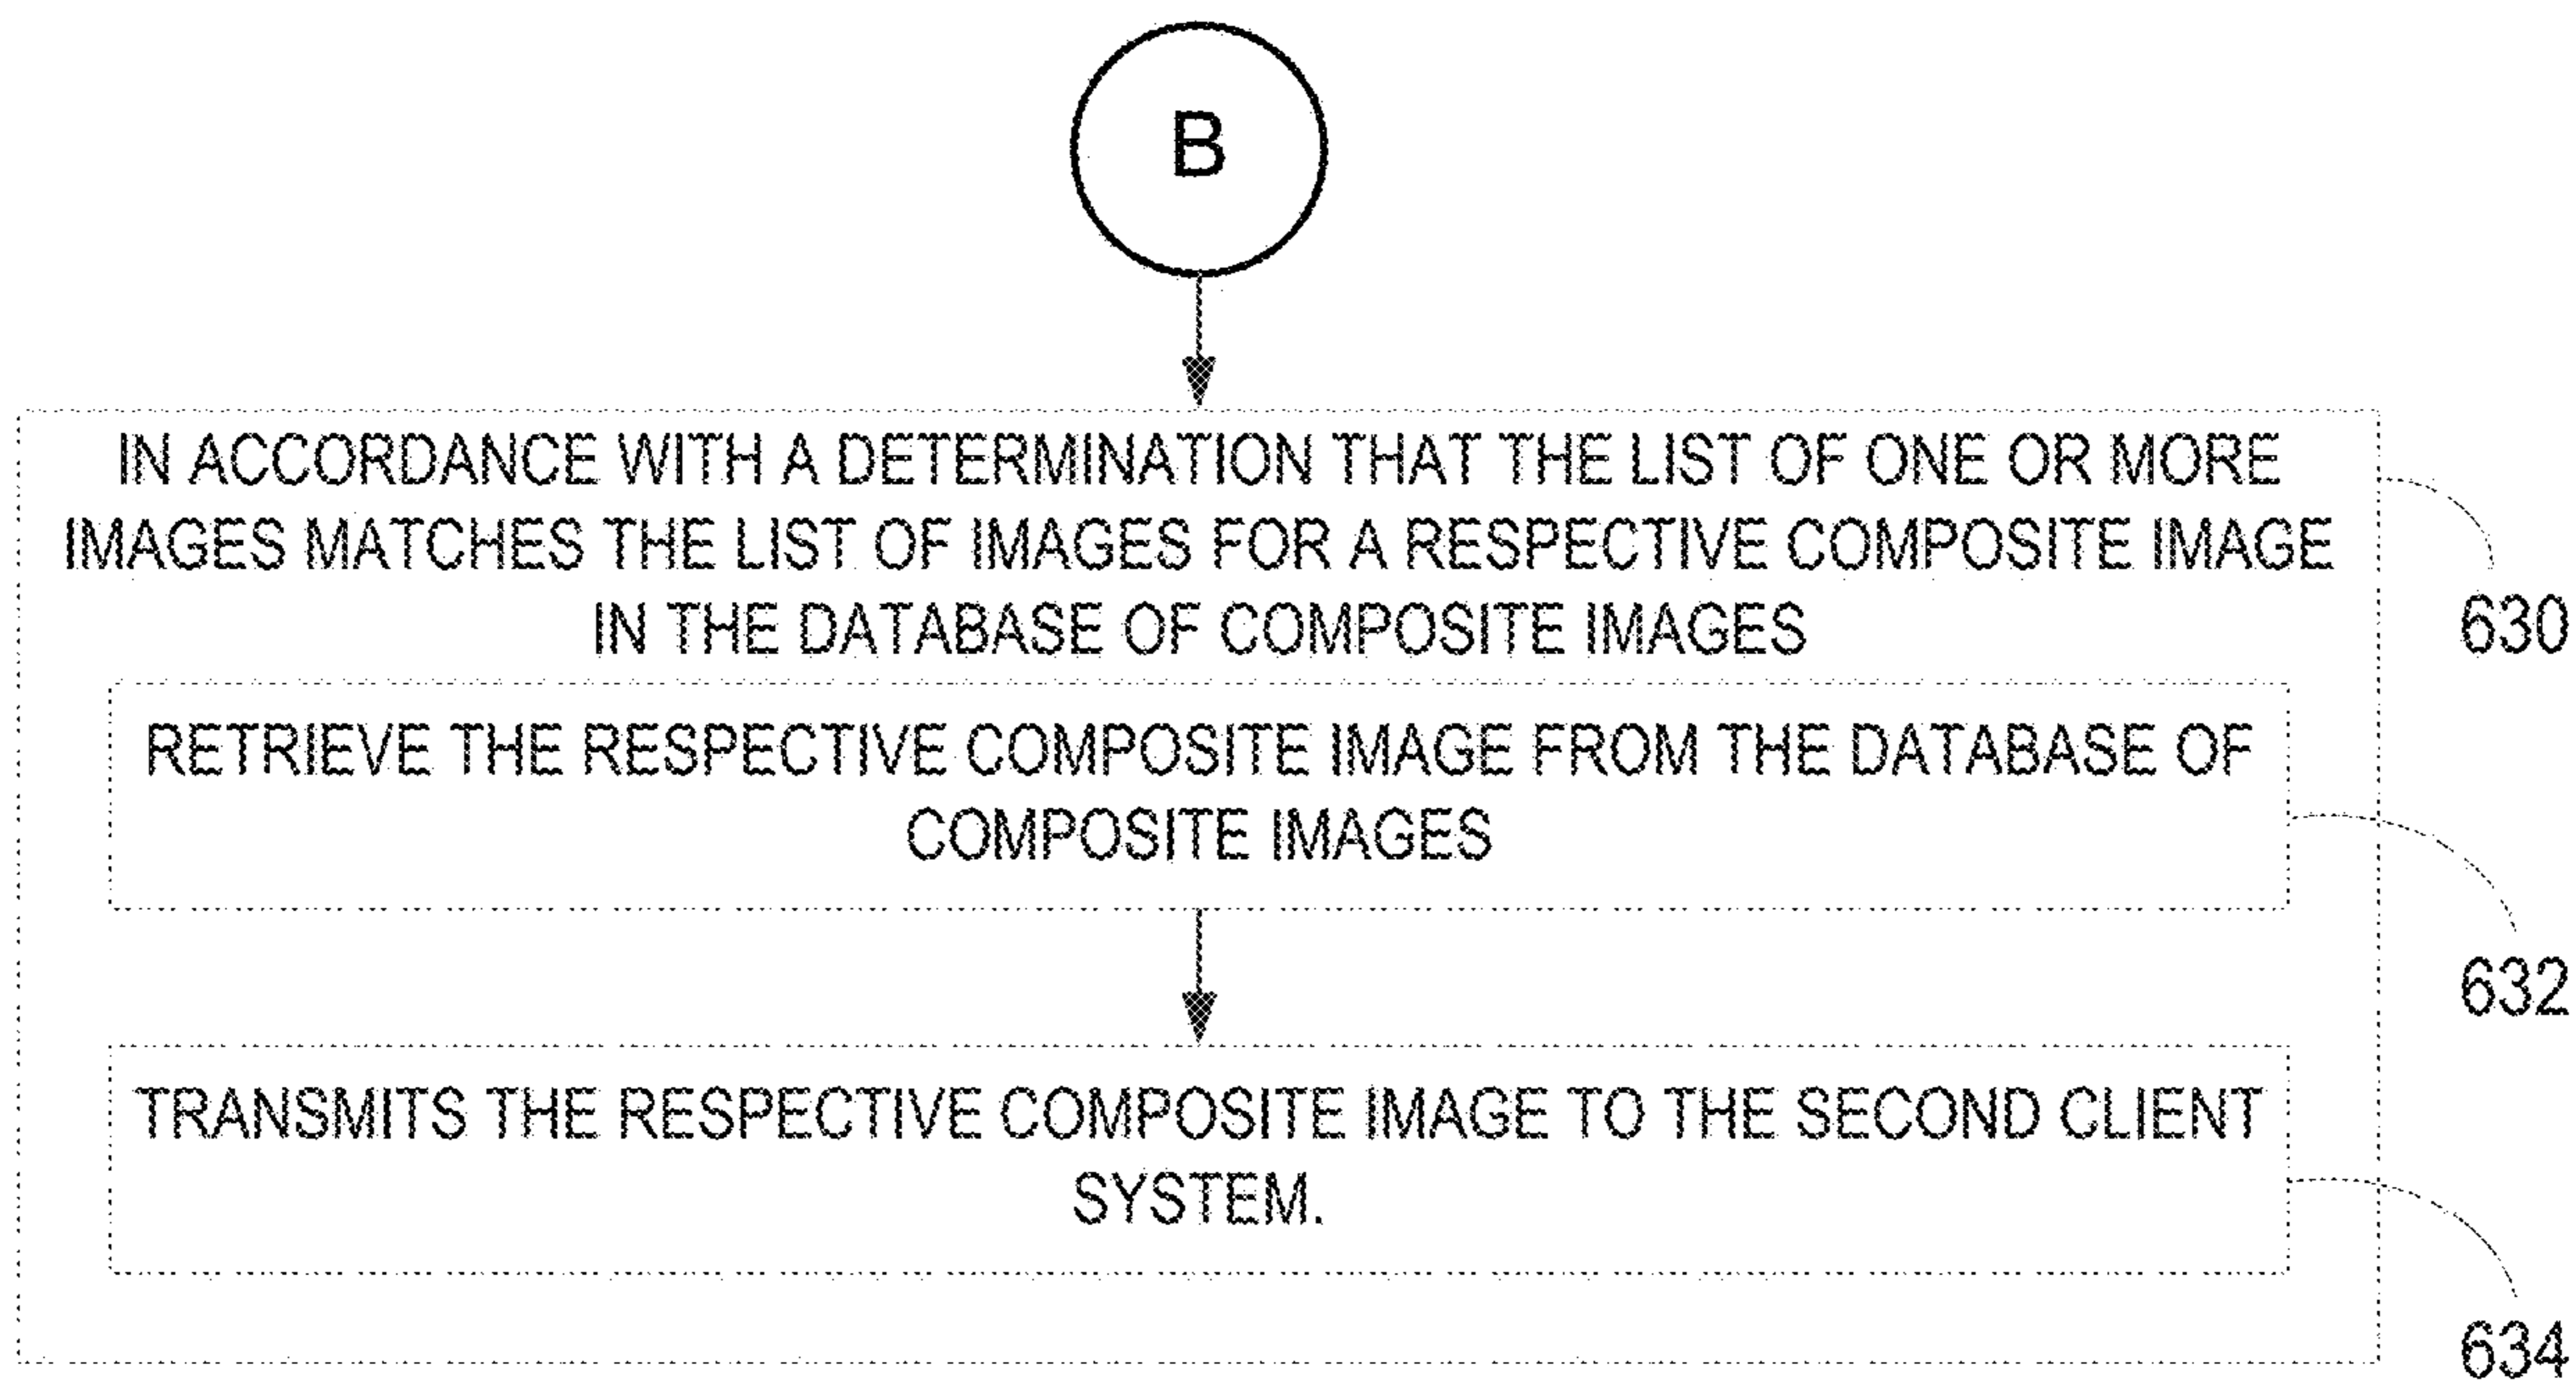 B
IN ACCORDANCE WITH A DETERMINATION THAT THE LIST OF ONE OR MORE
IMAGES MATCHES THE LIST OF IMAGES FOR A RESPECTIVE COMPOSITE IMAGE
IN THE DATABASE OF COMPOSITE IMAGES
630
RETRIEVE THE RESPECTIVE COMPOSITE IMAGE FROM THE DATABASE OF
COMPOSITE IMAGES
632
TRANSMITS THE RESPECTIVE COMPOSITE IMAGE TO THE SECOND CLIENT
SYSTEM.
634